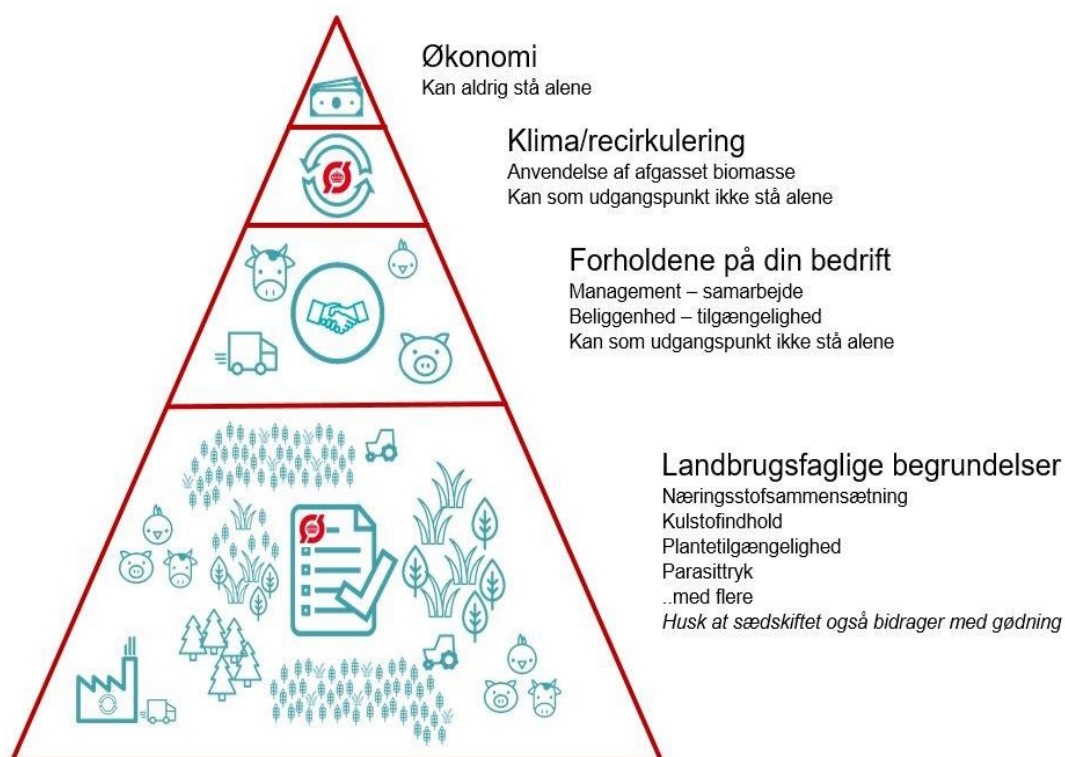 Økonomi
Kan aldrig stå alene
Klima/recirkulering
Anvendelse af afgasset biomasse
Kan som udgangspunkt ikke stå alene
Forholdene på din bedrift
Management – samarbejde
Beliggenhed – tilgængelighed
Kan som udgangspunkt ikke stå alene
Landbrugsfaglige begrundelser
Næringsstofsammensætning
Kulstofindhold
Plantetilgængelighed
Parasittryk
..med flere
Husk at sædskiftet også bidrager med gødning
Ø
Ø